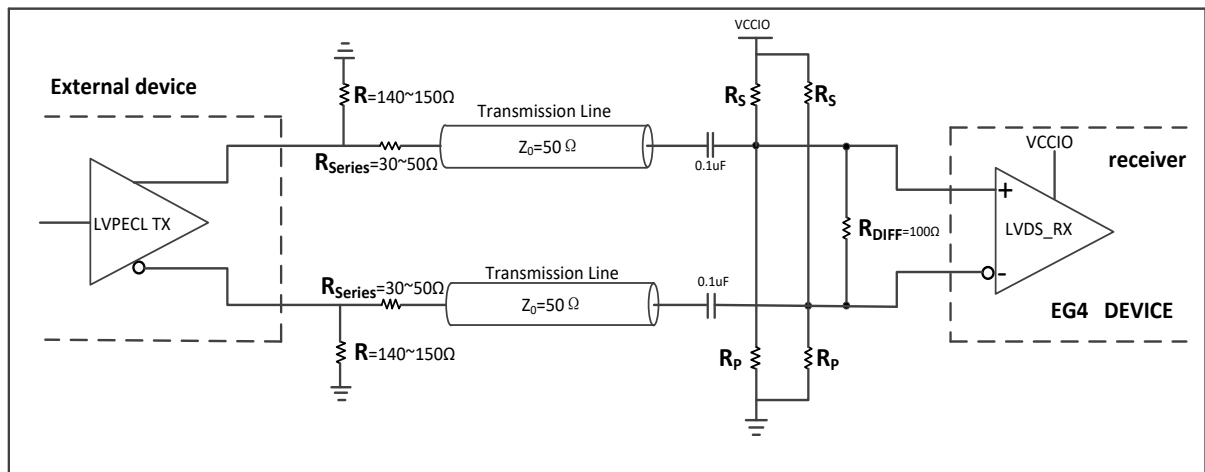 VCCIO
External device
R=140~150Ω
RS
RS
Transmission Line
Z0=50 Ω
RSeries=30~50Ω
0.1uF
VCCIO
receiver
LVPECL TX
+
RDIFF=100Ω
LVDS_RX
-
Transmission Line
0.1uF
RSeries=30~50Ω
Z0=50 Ω
EG4 DEVICE
R=140~150Ω
RP
RP